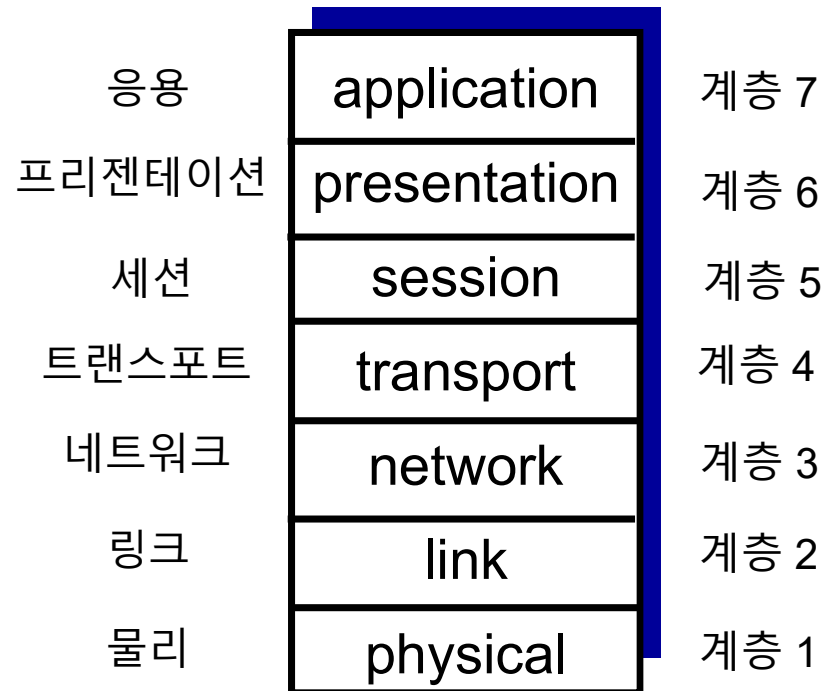 응용 application 계층 7
프리젠테이션 presentation 계층 6
세션 session 계층 5
트랜스포트 transport 계층 4
네트워크 network 계층 3
링크 link 계층 2
물리 physical 계층 1